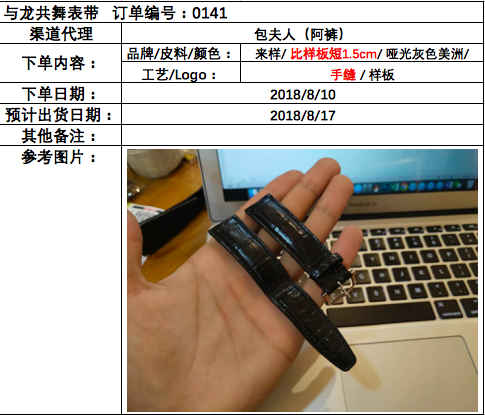 与龙共舞表带 订单编号：0141
渠道代理 包夫人（阿裤）
下单内容： 品牌/皮料/颜色： 来样/ 比样板短1.5cm/ 哑光灰色美洲/
工艺/Logo： 手缝 / 样板
下单日期： 2018/8/10
预计出货日期： 2018/8/17
其他备注：
参考图片：